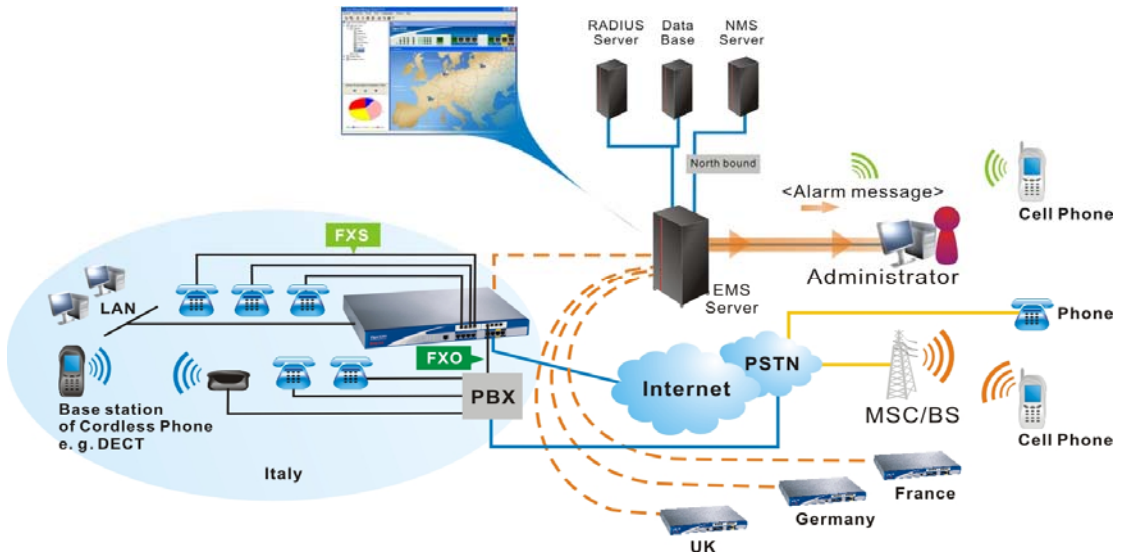 RADIUS
Server
Data
Base
NMS
Server
North bound
<Alarm message>
Cell Phone
Administrator
EMS
Server
FXS
LAN
FXO
PBX
Base station
of Cordless Phone
e. g. DECT
Italy
Internet
PSTN
Phone
MSC/BS
Cell Phone
France
Germany
UK